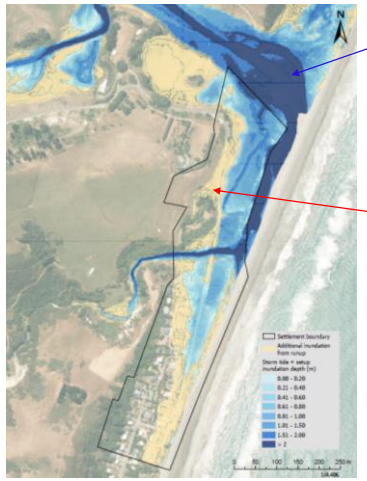 N
Settlement boundary
Additional inundation
from runup
Storm tide + setup
inundation depth (m)
0.00 - 0.20
0.21 - 0.40
0.41 - 0.60
0.61 - 0.80
0.81 - 1.00
1.01 - 1.50
1.51 - 2.00
> 2
0 50 100 150 200 250 m